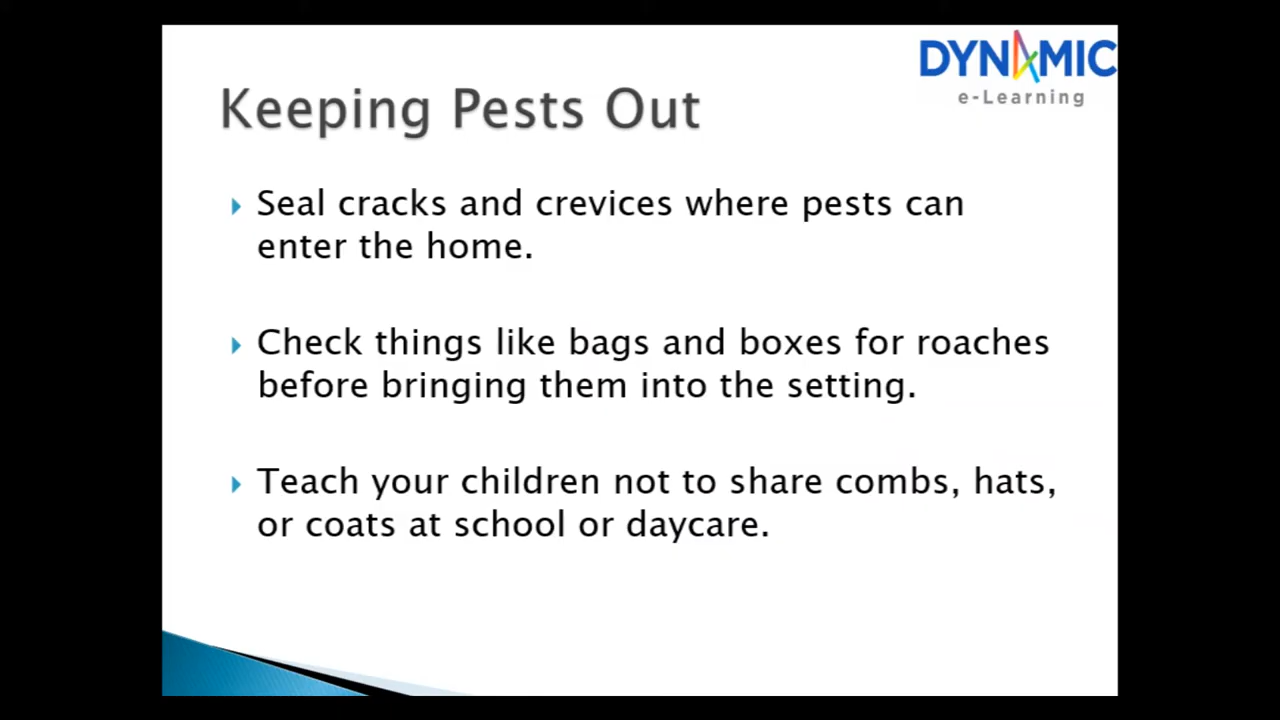 DYNAMIC
e-Learning
Keeping Pests Out
Seal cracks and crevices where pests can
enter the home.
Check things like bags and boxes for roaches
before bringing them into the setting.
Teach your children not to share combs, hats,
or coats at school or daycare.